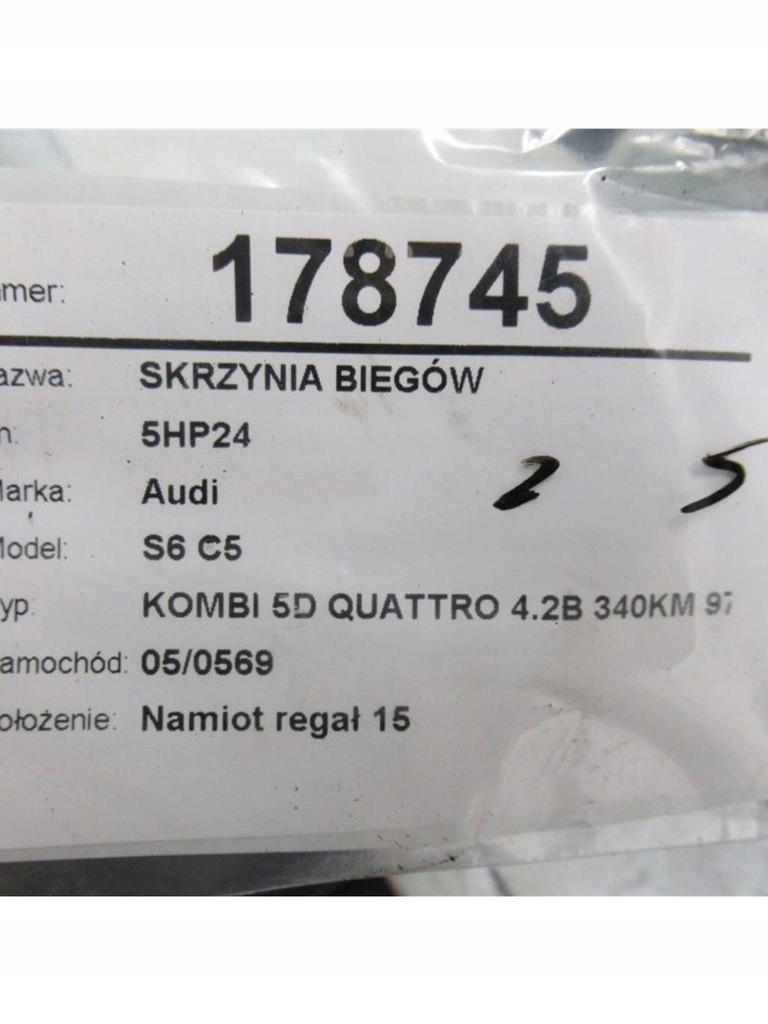 mer: 178745
azwa: SKRZYNIA BIEGÓW
n: 5HP24
Marka: Audi 2 5
Model: S6 C5
yp: KOMBI 5D QUATTRO 4.2B 340KM 97
amochód: 05/0569
ołożenie: Namiot regał 15